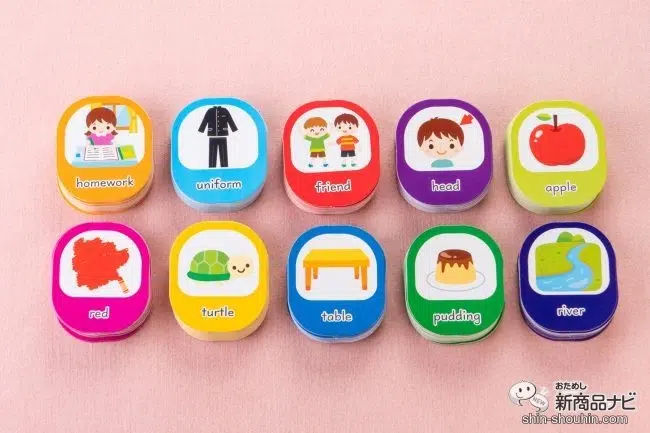 homework
uniform
friend
head
apple
red
turtle
table
pudding
river
NEW
おためし
新商品ナビ
shin-shouhin.com